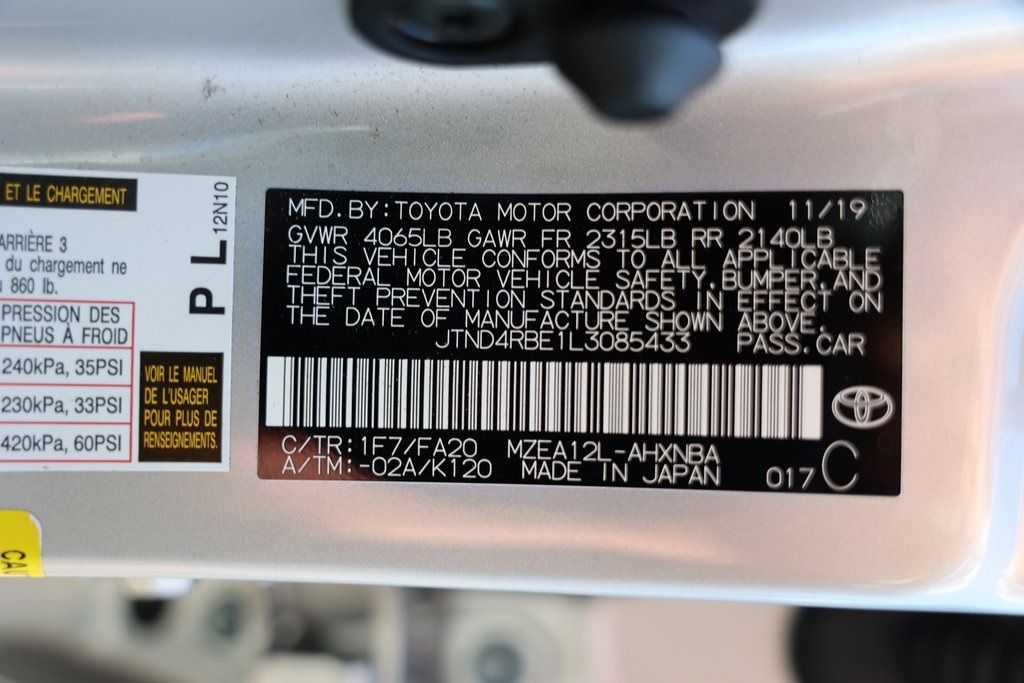 ET LE CHARGEMENT
ARRIÈRE 3
du chargement ne
860 lb.
PRESSION DES
PNEUS À FROID
240kPa, 35PSI
230kPa, 33PSI
420kPa, 60PSI
P L 12N10
VOIR LE MANUEL
DE L'USAGER
POUR PLUS DE
RENSEIGNEMENTS.
MFD.BY:TOYOTA MOTOR CORPORATION 11/19
GVWR 4065LB GAWR FR 2315LB RR 2140LB
THIS VEHICLE CONFORMS TO ALL APPLICABLE
FEDERAL MOTOR VEHICLE SAFETY.BUMPER.AND
THEFT PREVENTION STANDARDS IN EFFECT ON
THE DATE OF MANUFACTURE SHOWN ABOVE.
JTND4RBE1L3085433 PASS.CAR
C/TR:1F7/FA20 MZEA12L-AHXNBA
A/TM:-02A/K120 MADE IN JAPAN 017 C